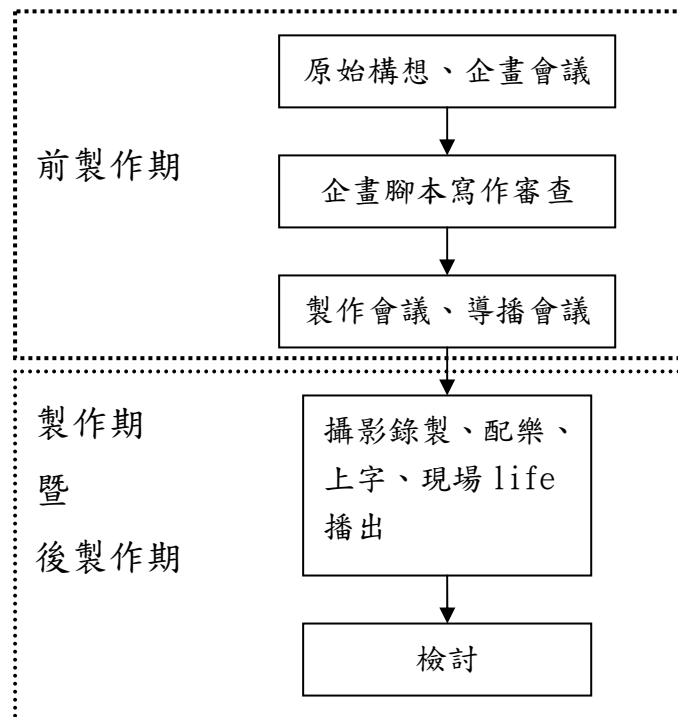 原始構想、企畫會議
前製作期
企畫腳本寫作審查
製作會議、導播會議
製作期
暨
後製作期
攝影錄製、配樂、
上字、現場 life
播出
檢討